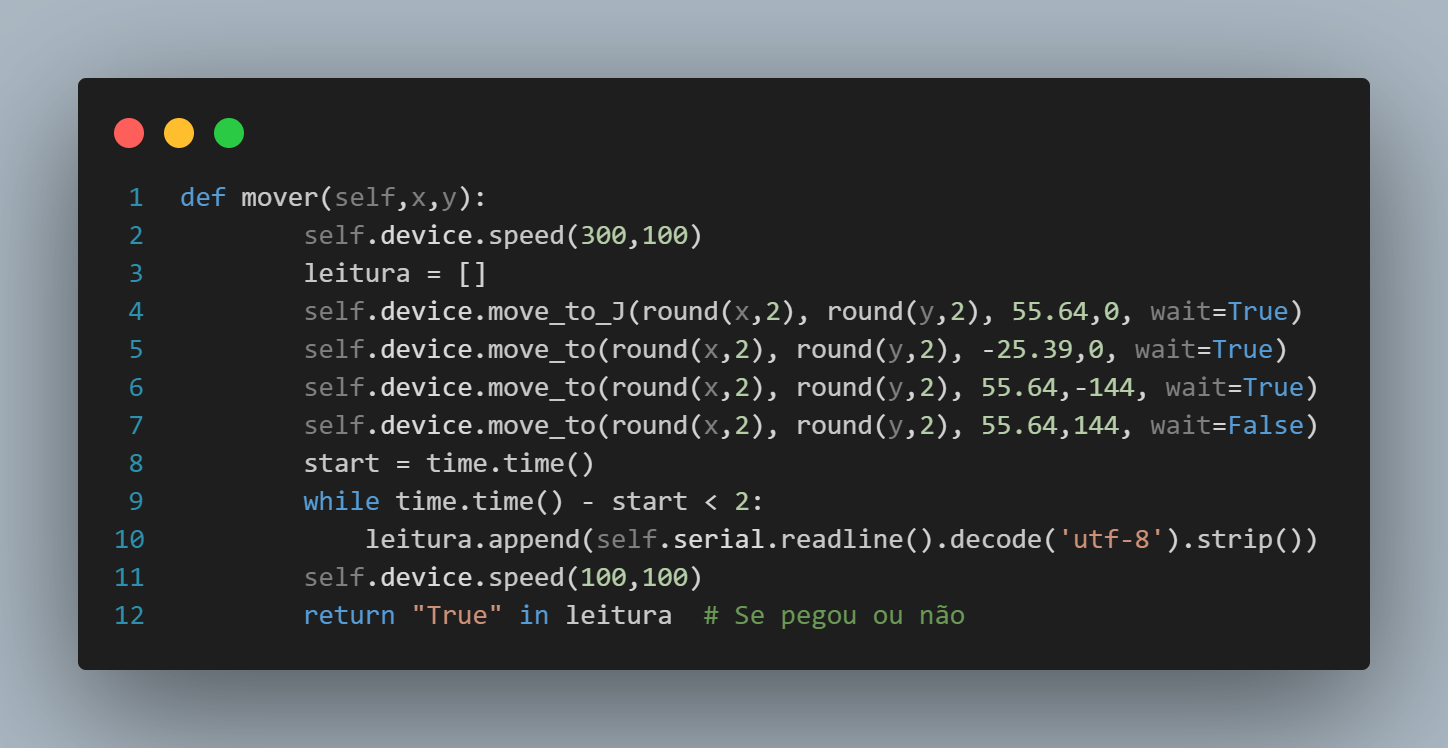 1 def mover(self,x,y):
2         self.device.speed(300,100)
3         leitura = []
4         self.device.move_to_J(round(x,2), round(y,2), 55.64,0, wait=True)
5         self.device.move_to(round(x,2), round(y,2), -25.39,0, wait=True)
6         self.device.move_to(round(x,2), round(y,2), 55.64,-144, wait=True)
7         self.device.move_to(round(x,2), round(y,2), 55.64,144, wait=False)
8         start = time.time()
9         while time.time() - start < 2:
10             leitura.append(self.serial.readline().decode('utf-8').strip())
11         self.device.speed(100,100)
12         return "True" in leitura  # Se pegou ou não